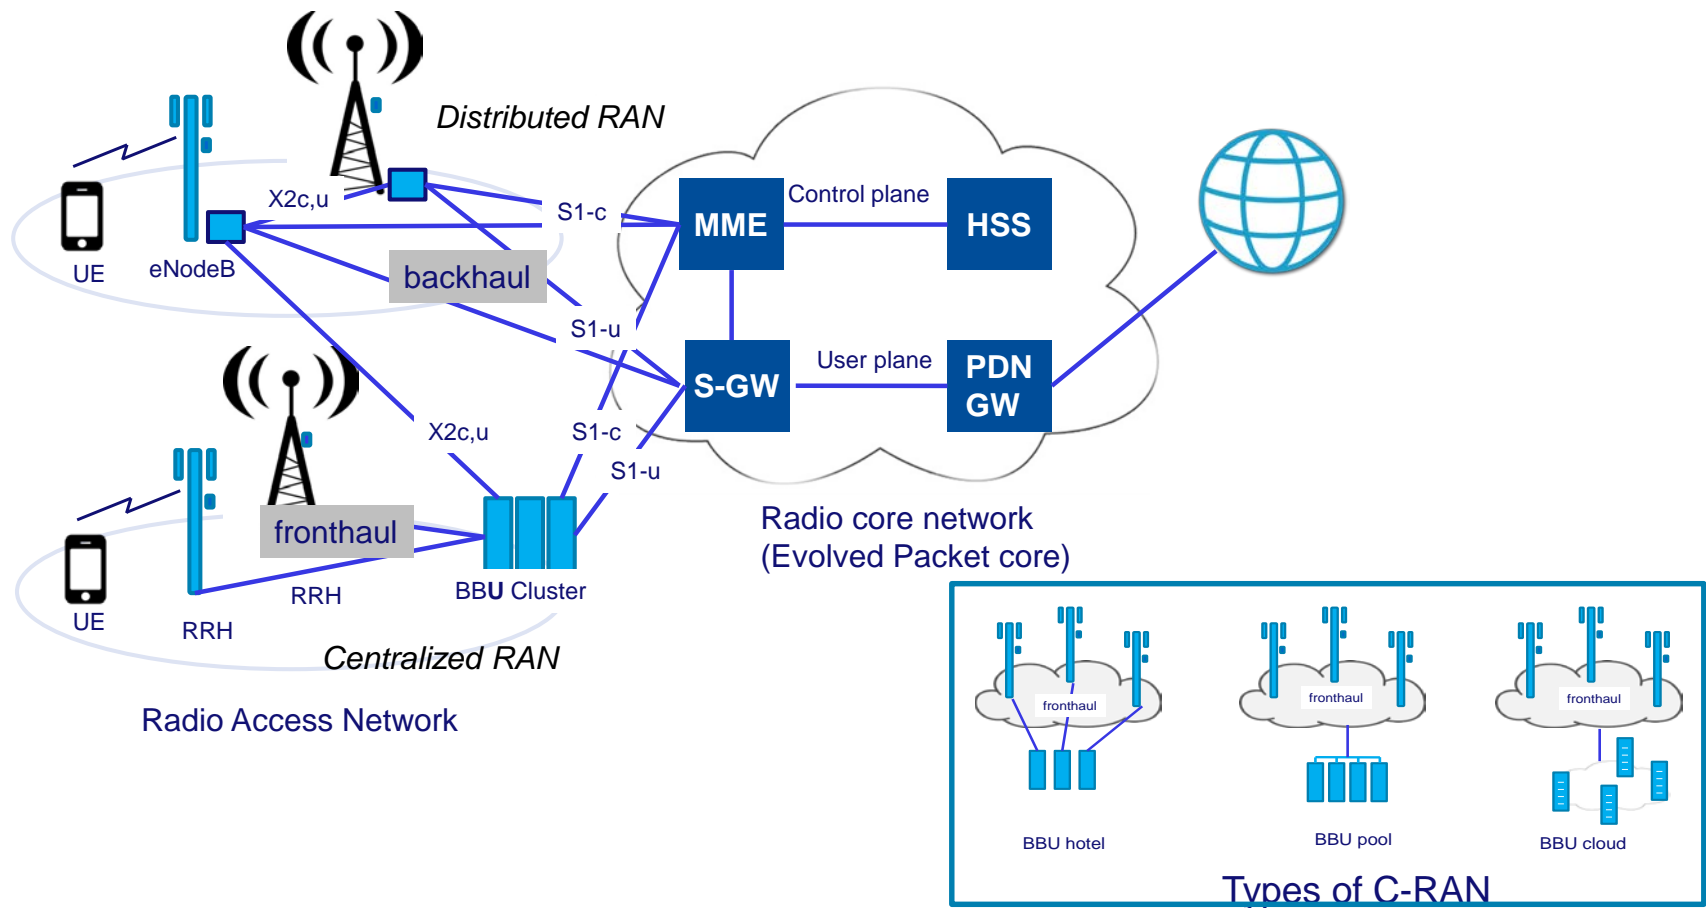 Distributed RAN
X2c,u
S1-c
MME
Control plane
HSS
UE
eNodeB
backhaul
S1-u
S-GW
User plane
PDN
GW
X2c,u
S1-c
S1-u
fronthaul
Radio core network
(Evolved Packet core)
UE
RRH
RRH
BBU Cluster
Centralized RAN
Radio Access Network
fronthaul
fronthaul
fronthaul
BBU hotel
BBU pool
BBU cloud
Types of C-RAN